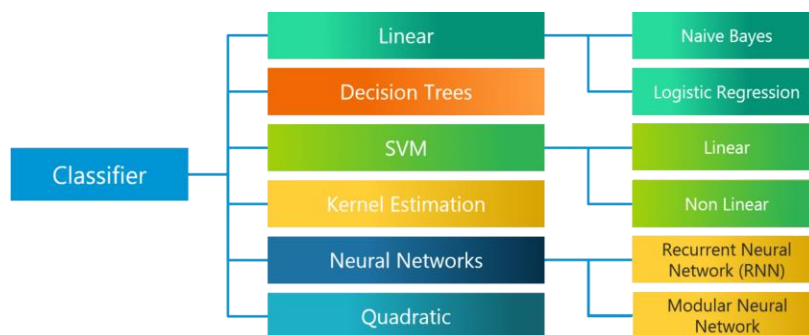 Classifier
Linear
Decision Trees
SVM
Kernel Estimation
Neural Networks
Quadratic
Naive Bayes
Logistic Regression
Linear
Non Linear
Recurrent Neural
Network (RNN)
Modular Neural
Network